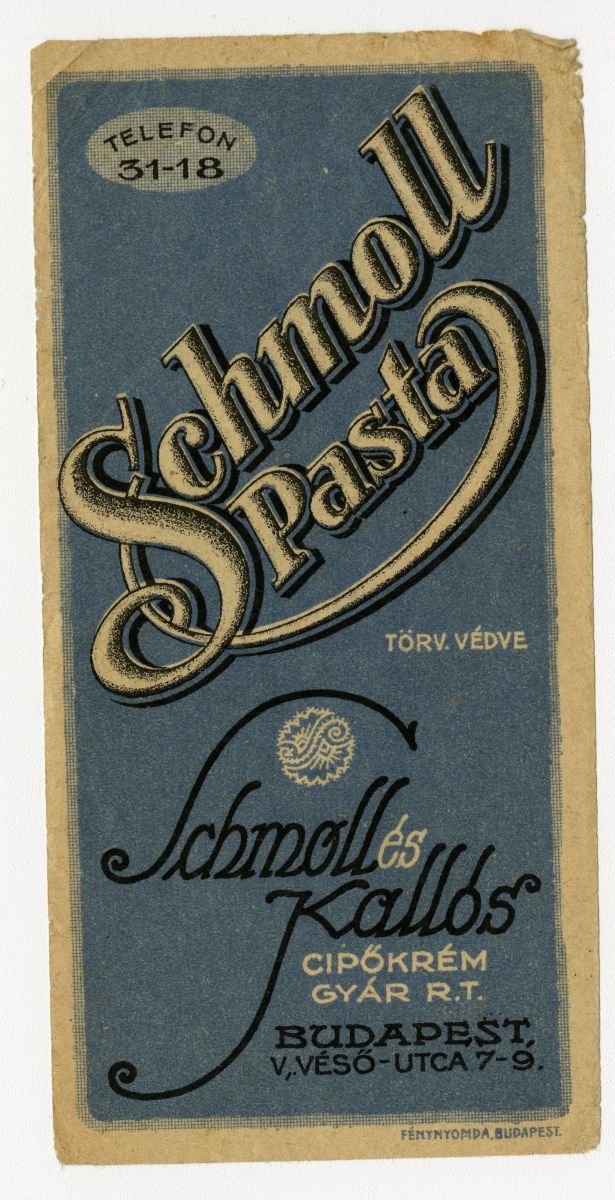 TELEFON
31-18
Schmoll
Pasta
TÖRV. VÉDVE
Schmoll és
Kallós
CIPŐKRÉM
GYÁR R.T.
BUDAPEST,
V., VÉSŐ-UTCA 7-9.
FÉNYNYOMDA, BUDAPEST.